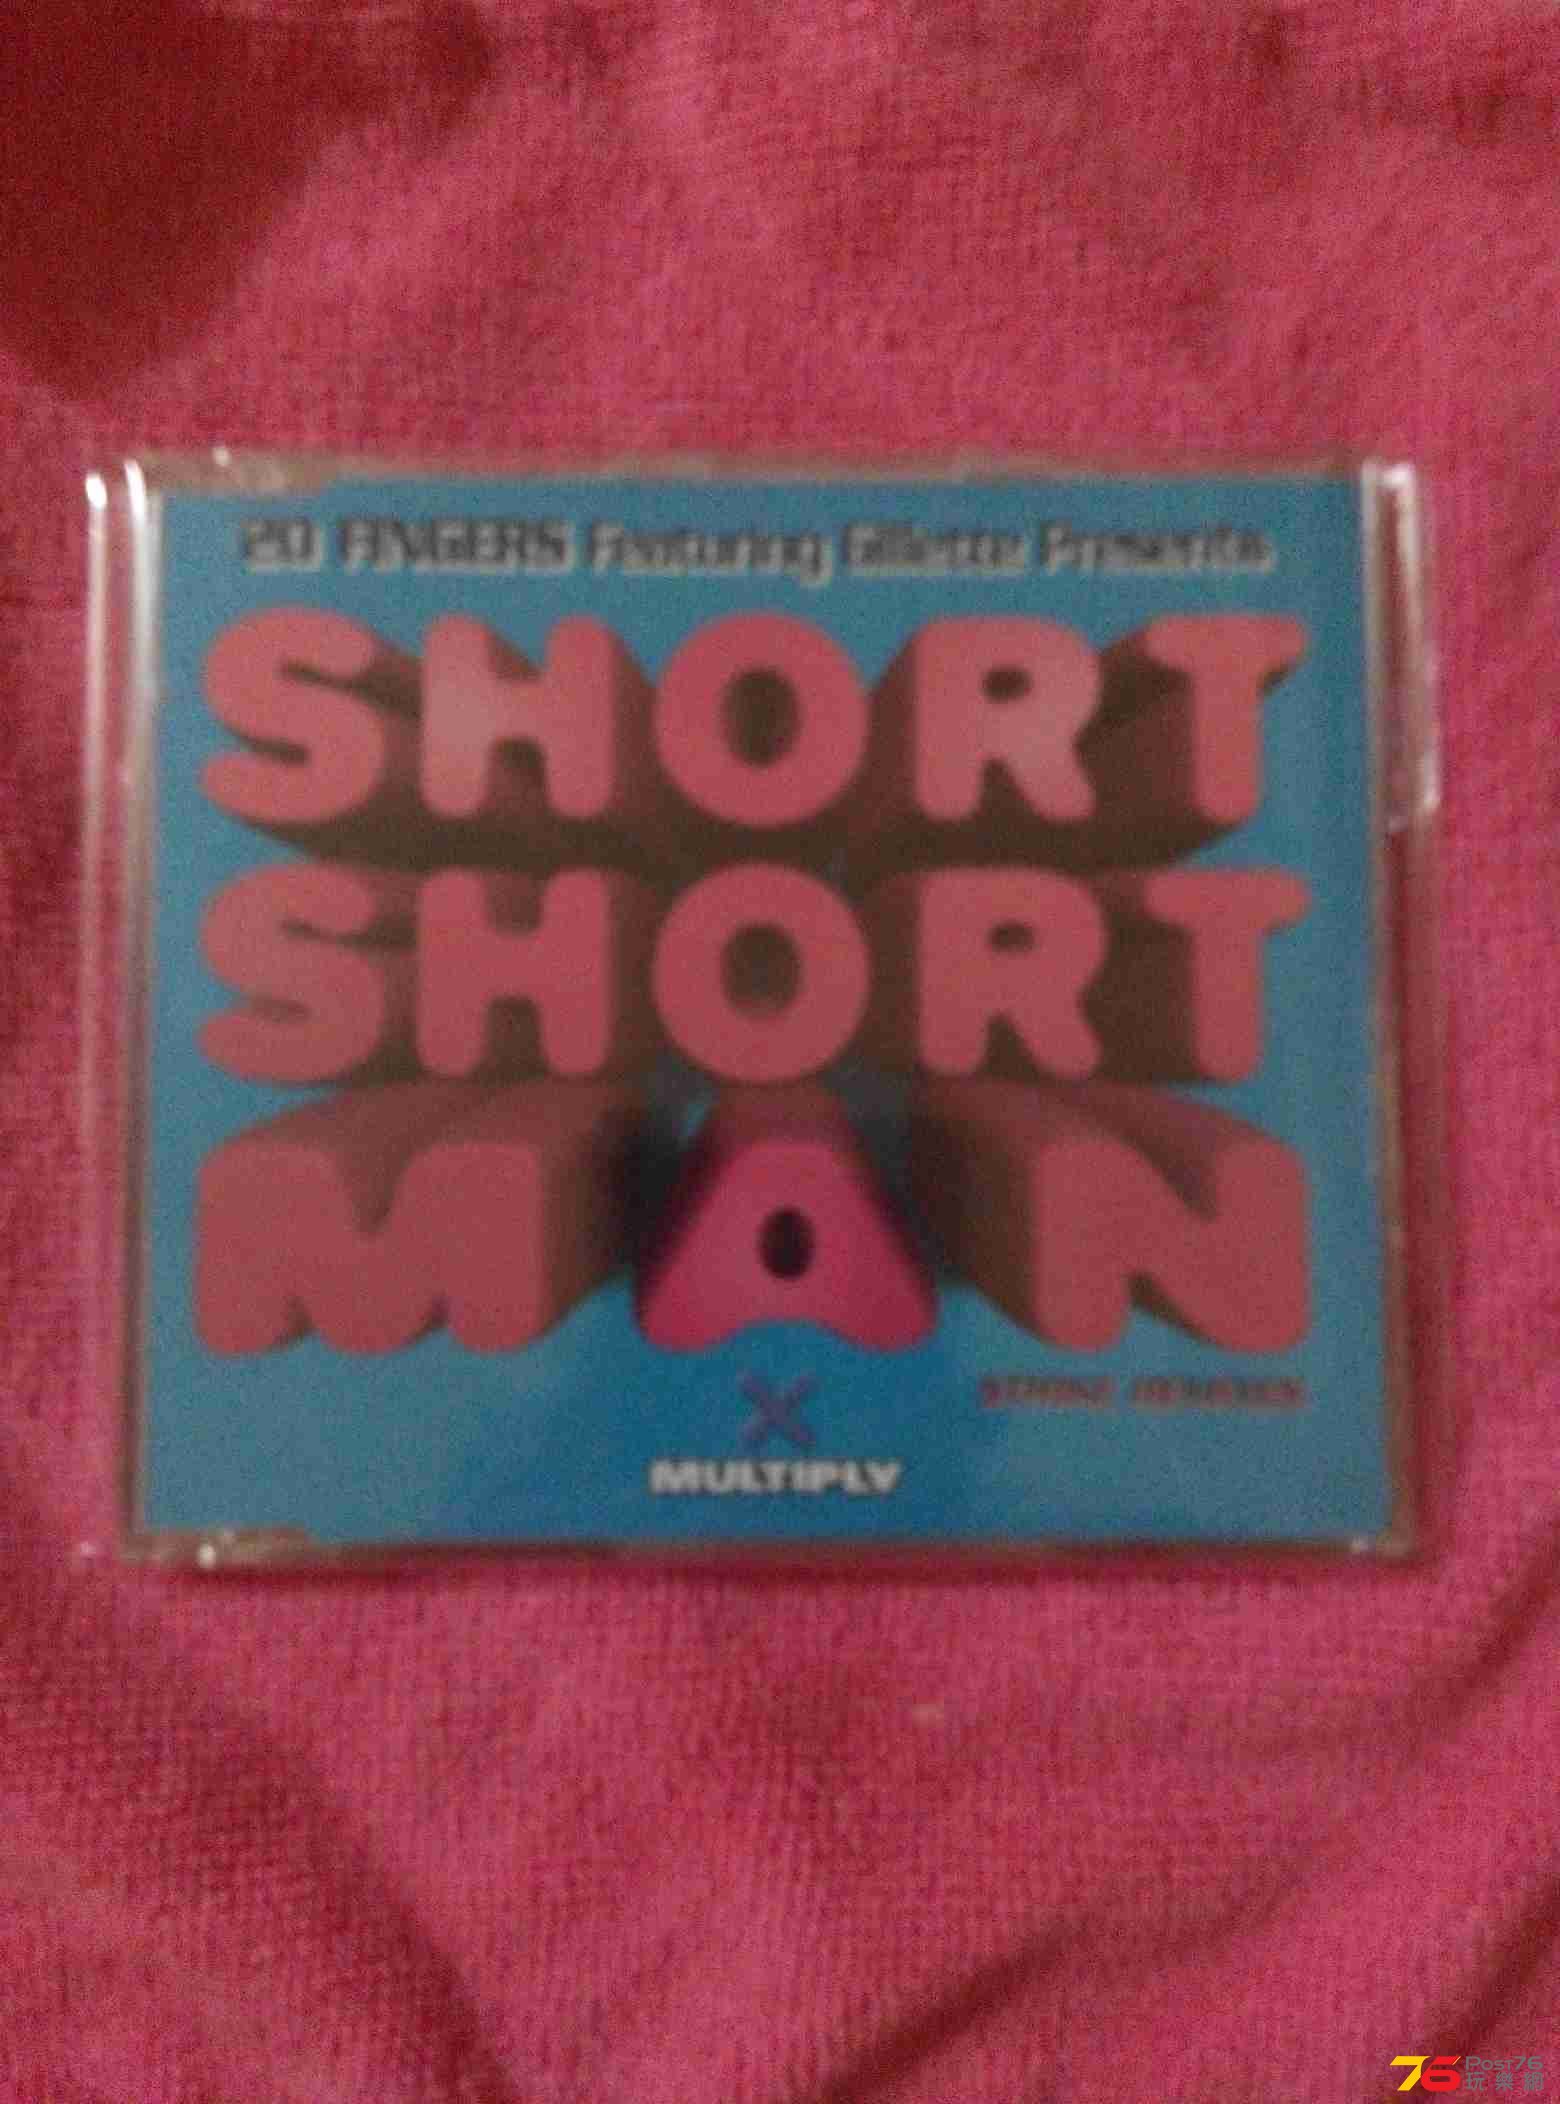 20 FINGERS Featuring Gillette Presents
SHORT
SHORT
MAN
MULTIPLY
76 Post76
玩樂網